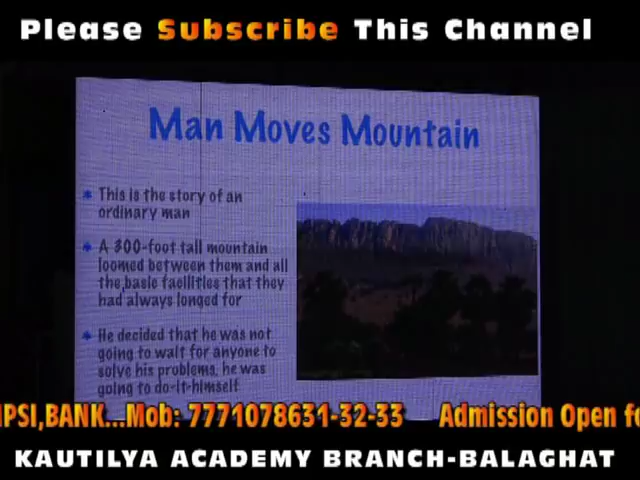 Please Subscribe This Channel
Man Moves Mountain
* This is the story of an
ordinary man
* A 300-foot tall mountain
loomed between them and all
the basic facilities that they
had always longed for
* He decided that he was not
going to wait for anyone to
solve his problems, he was
going to do-it-himself
IPSI,BANK...Mob: 7771078631-32-33 Admission Open fo
KAUTILYA ACADEMY BRANCH-BALAGHAT